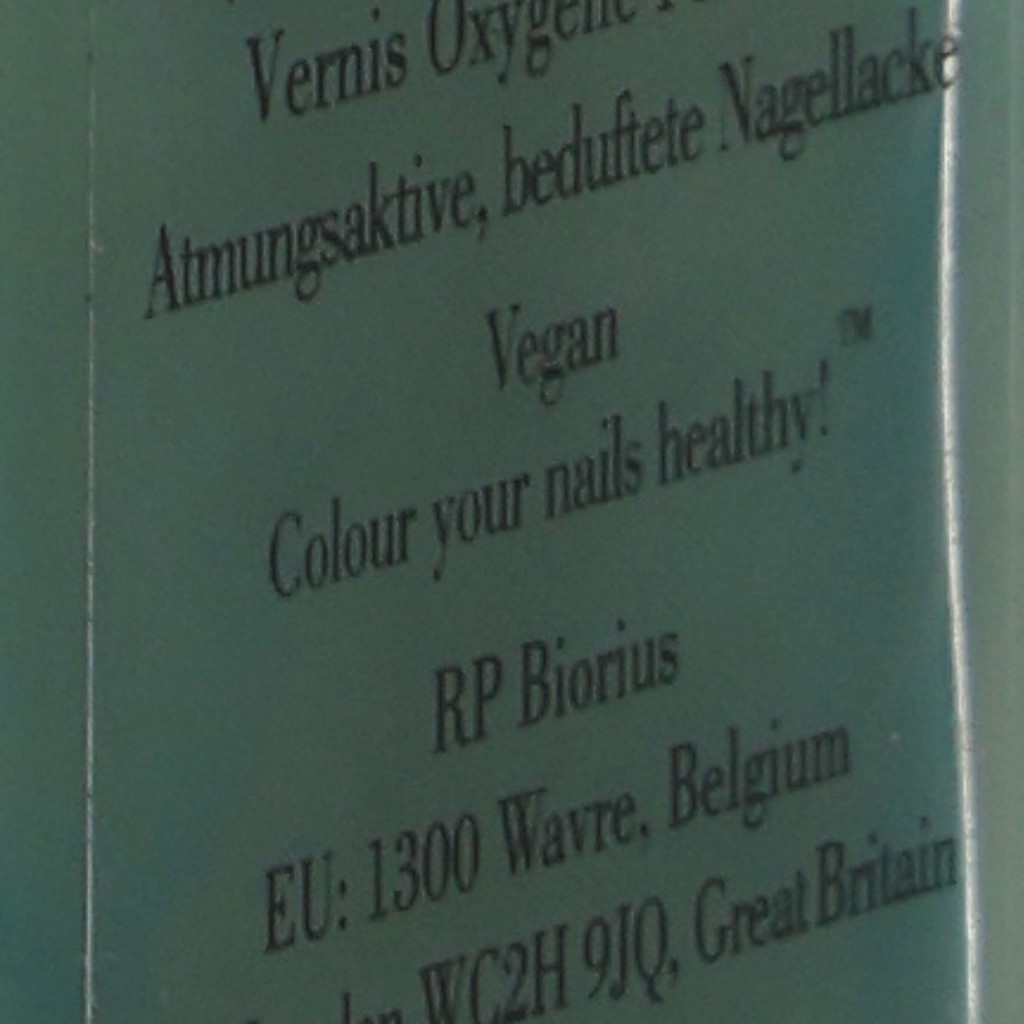 Vernis Oxygène
Atmungsaktive, beduftete Nagellacke
Vegan
Colour your nails healthy!™
RP Biorius
EU: 1300 Wavre, Belgium
WC2H 9JQ, Great Britain